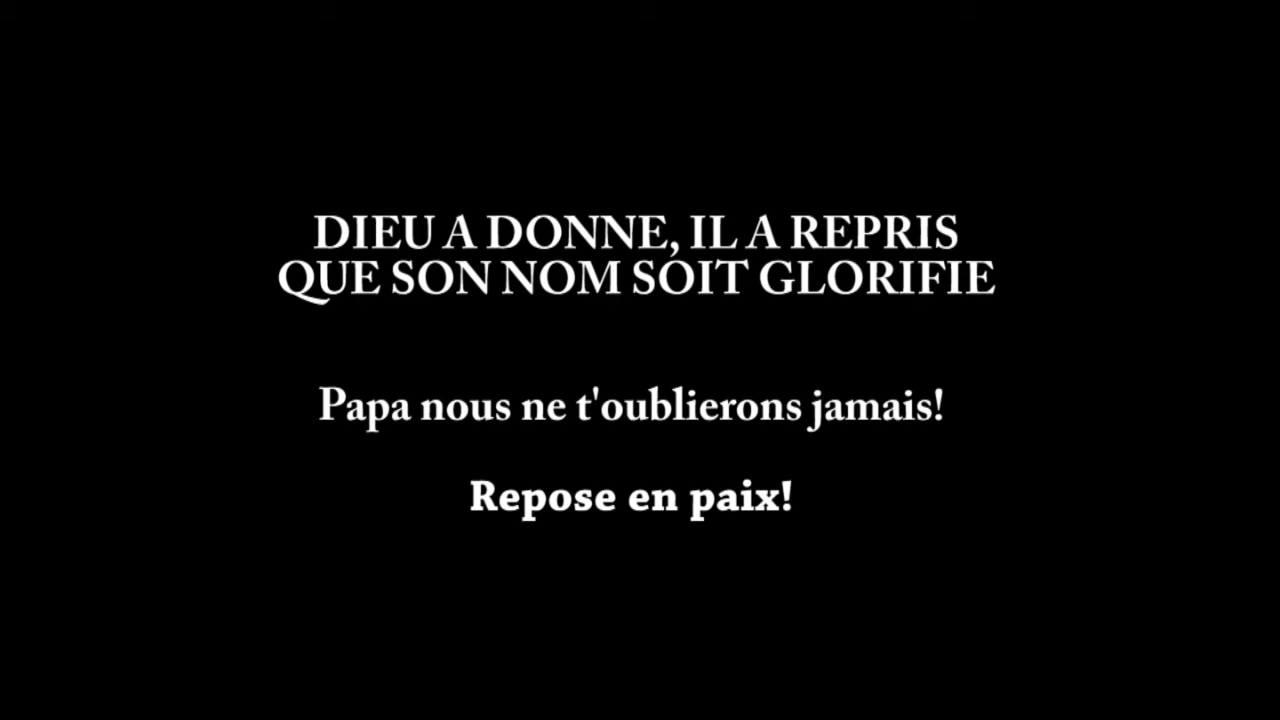 DIEU A DONNE, IL A REPRIS
QUE SON NOM SOIT GLORIFIE
Papa nous ne t'oublierons jamais!
Repose en paix!